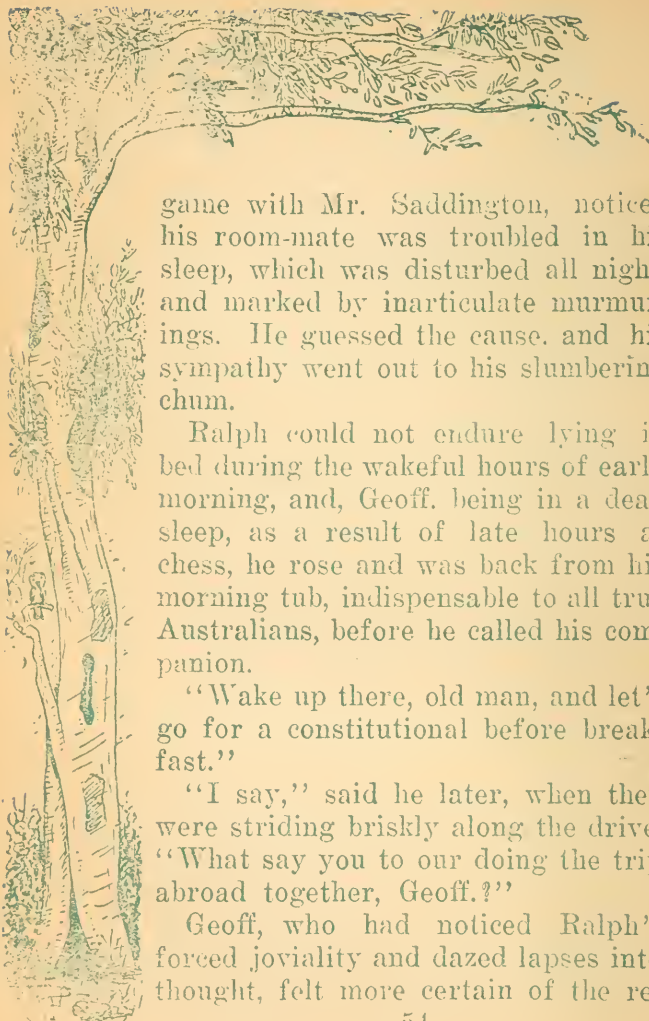 game with Mr. Saddington, notice
his room-mate was troubled in hi
sleep, which was disturbed all nigh
and marked by inarticulate murmur
ings. He guessed the cause. and hi
sympathy went out to his slumberin
chum.
Ralph could not endure lying i
bed during the wakeful hours of earl
morning, and, Geoff. being in a dea
sleep, as a result of late hours a
chess, he rose and was back from hi
morning tub, indispensable to all tru
Australians, before he called his com
panion.
"Wake up there, old man, and let'
go for a constitutional before break
fast."
"I say," said he later, when the
were striding briskly along the drive
"What say you to our doing the tri
abroad together, Geoff.?"
Geoff, who had noticed Ralph'
forced joviality and dazed lapses int
thought, felt more certain of the re